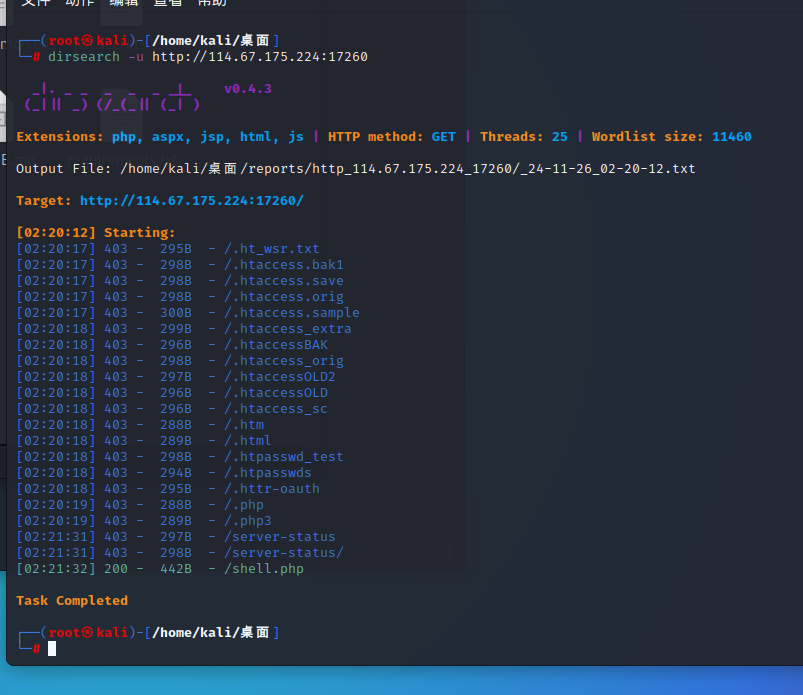 文件 动作 编辑 查看 帮助
┌──(root㉿kali)-[/home/kali/桌面]
└─# dirsearch -u http://114.67.175.224:17260
_|. _ _  _  _  _ _|_    v0.4.3
(_||| _) (/_(_|| (_| )
Extensions: php, aspx, jsp, html, js | HTTP method: GET | Threads: 25 | Wordlist size: 11460
Output File: /home/kali/桌面/reports/http_114.67.175.224_17260/_24-11-26_02-20-12.txt
Target: http://114.67.175.224:17260/
[02:20:12] Starting:
[02:20:17] 403 -  295B  - /.ht_wsr.txt
[02:20:17] 403 -  298B  - /.htaccess.bak1
[02:20:17] 403 -  298B  - /.htaccess.save
[02:20:17] 403 -  298B  - /.htaccess.orig
[02:20:17] 403 -  300B  - /.htaccess.sample
[02:20:18] 403 -  299B  - /.htaccess_extra
[02:20:18] 403 -  296B  - /.htaccessBAK
[02:20:18] 403 -  298B  - /.htaccess_orig
[02:20:18] 403 -  297B  - /.htaccessOLD2
[02:20:18] 403 -  296B  - /.htaccessOLD
[02:20:18] 403 -  296B  - /.htaccess_sc
[02:20:18] 403 -  288B  - /.htm
[02:20:18] 403 -  289B  - /.html
[02:20:18] 403 -  298B  - /.htpasswd_test
[02:20:18] 403 -  294B  - /.htpasswds
[02:20:18] 403 -  295B  - /.httr-oauth
[02:20:19] 403 -  288B  - /.php
[02:20:19] 403 -  289B  - /.php3
[02:21:31] 403 -  297B  - /server-status
[02:21:31] 403 -  298B  - /server-status/
[02:21:32] 200 -  442B  - /shell.php
Task Completed
┌──(root㉿kali)-[/home/kali/桌面]
└─#